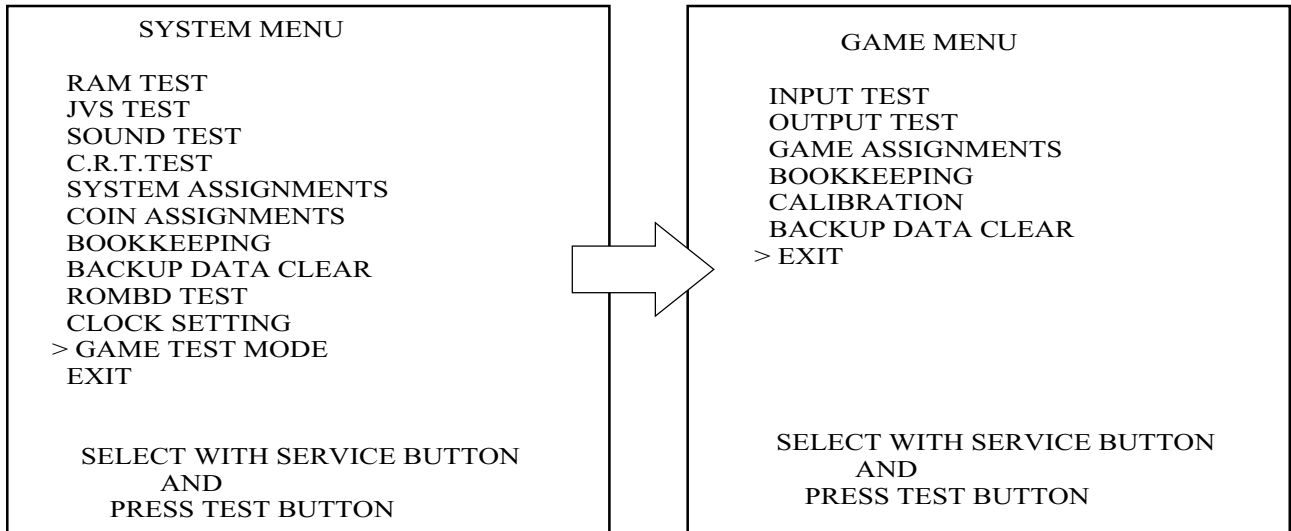 SYSTEM MENU
RAM TEST
JVS TEST
SOUND TEST
C.R.T.TEST
SYSTEM ASSIGNMENTS
COIN ASSIGNMENTS
BOOKKEEPING
BACKUP DATA CLEAR
ROMBD TEST
CLOCK SETTING
> GAME TEST MODE
EXIT
SELECT WITH SERVICE BUTTON
AND
PRESS TEST BUTTON
GAME MENU
INPUT TEST
OUTPUT TEST
GAME ASSIGNMENTS
BOOKKEEPING
CALIBRATION
BACKUP DATA CLEAR
> EXIT
SELECT WITH SERVICE BUTTON
AND
PRESS TEST BUTTON